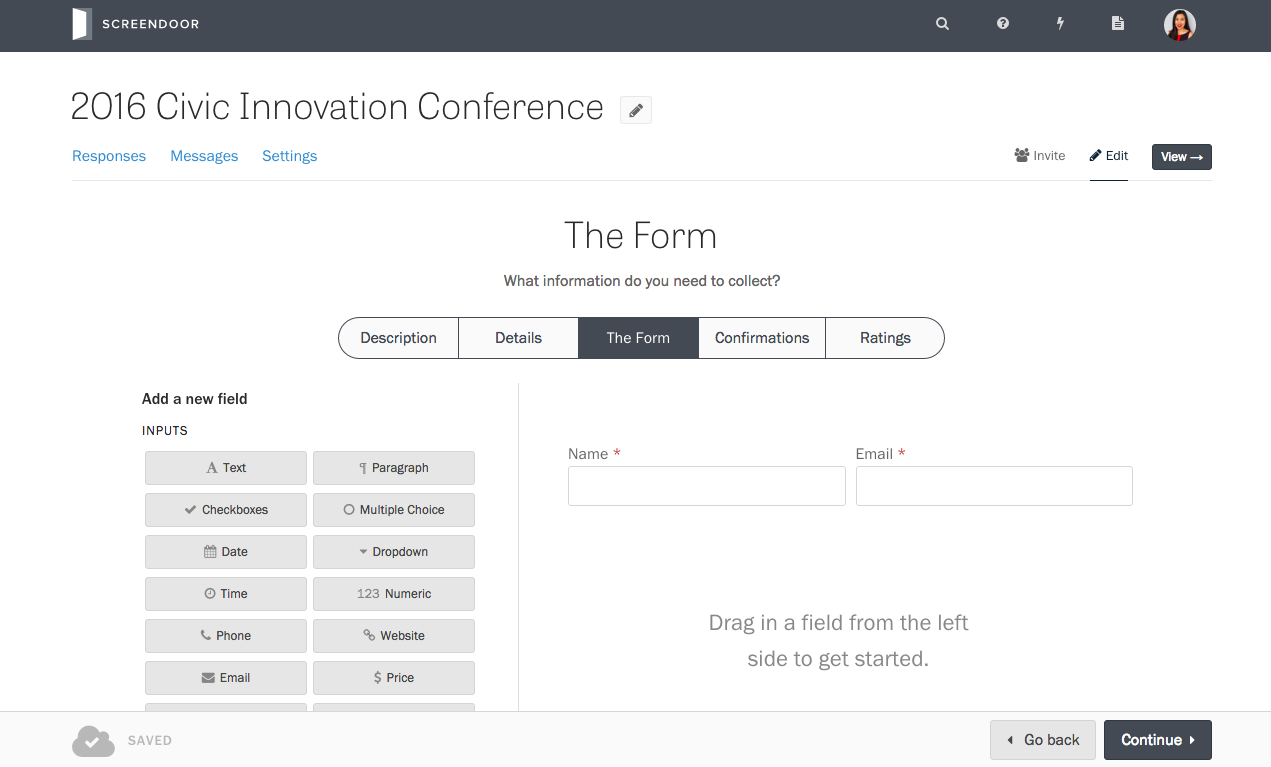 SCREENDOOR
2016 Civic Innovation Conference
Responses Messages Settings
Invite Edit View →
The Form
What information do you need to collect?
Description Details The Form Confirmations Ratings
Add a new field
INPUTS
Text Paragraph
Checkboxes Multiple Choice
Date Dropdown
Time 123 Numeric
Phone Website
Email $ Price
Name * Email *
Drag in a field from the left
side to get started.
SAVED
Go back Continue